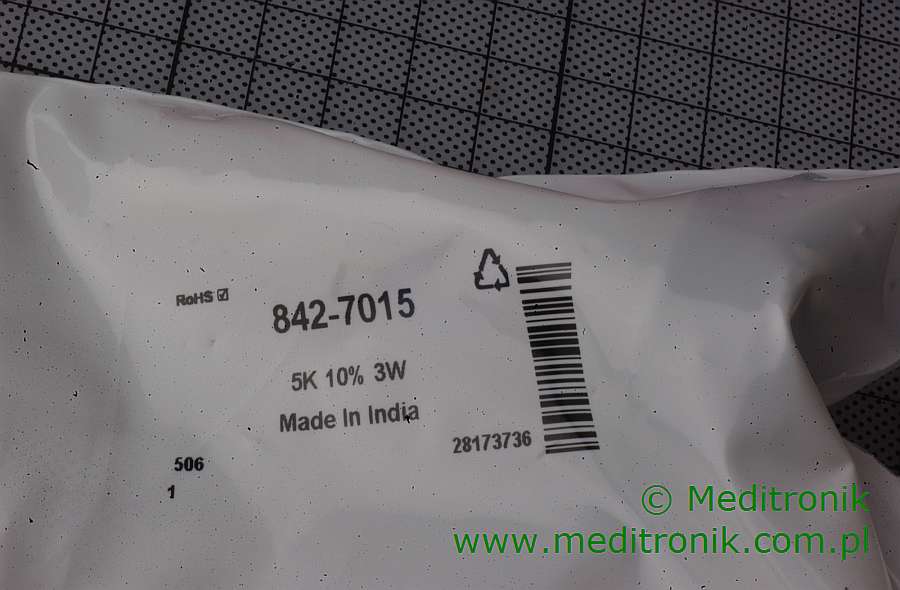 RoHS
842-7015
5K 10% 3W
Made In India
28173736
506
1
© Meditronik
www.meditronik.com.pl